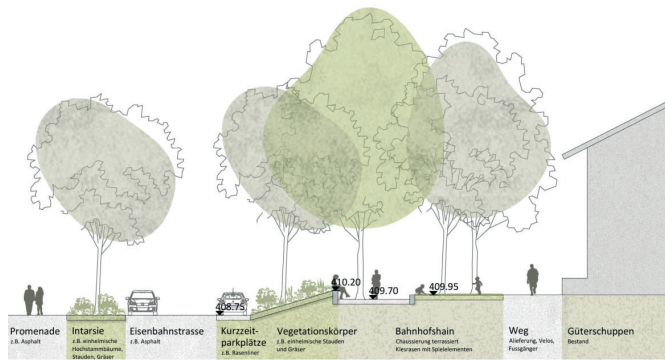 410.20
409.70
409.95
408.75
Promenade
z.B. Asphalt
Intarsie
z.B. einheimische
Hochstammbäume,
Stauden, Gräser
Eisenbahnstrasse
z.B. Asphalt
Kurzzeit-
parkplätze
z.B. Rasenliner
Vegetationskörper
z.B. einheimische Stauden
und Gräser
Bahnhofshain
Chaussierung terrassiert
Kiesrasen mit Spielelementen
Weg
Alieferung, Velos,
Fussgänger
Güterschuppen
Bestand